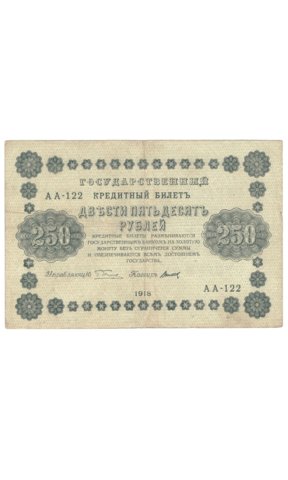 ГОСУДАРСТВЕННЫЙ
АА-122 КРЕДИТНЫЙ БИЛЕТЪ
ДВѢСТИ ПЯТЬДЕСЯТЪ
250 РУБЛЕЙ 250
КРЕДИТНЫЕ БИЛЕТЫ РАЗМѢНИВАЮТСЯ
ГОСУДАРСТВЕННЫМЪ БАНКОМЪ НА ЗОЛОТУЮ
МОНЕТУ БЕЗЪ ОГРАНИЧЕНІЯ СУММЫ
И ОБЕЗПЕЧИВАЮТСЯ ВСѢМЪ ДОСТОЯНІЕМЪ
ГОСУДАРСТВА.
Управляющій Кассиръ
АА-122
1918